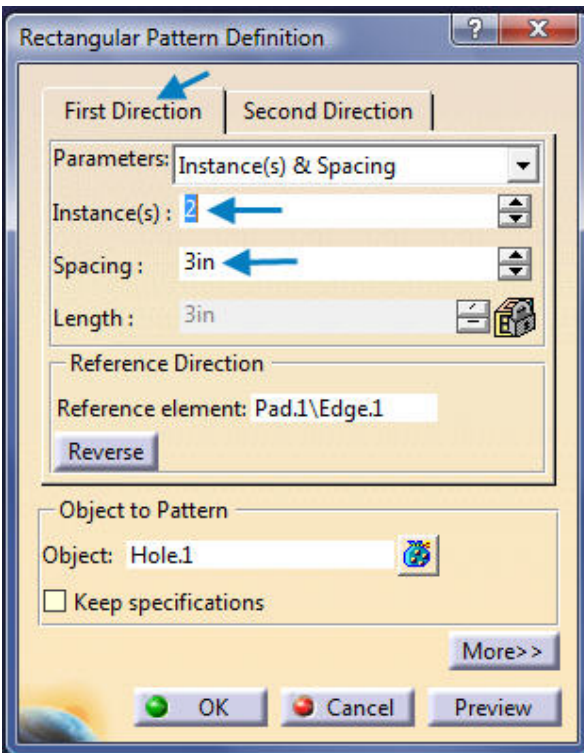 Rectangular Pattern Definition ? X
First Direction Second Direction
Parameters: Instance(s) & Spacing
Instance(s) : 2
Spacing : 3in
Length : 3in
Reference Direction
Reference element: Pad.1\Edge.1
Reverse
Object to Pattern
Object: Hole.1
Keep specifications
More>>
OK Cancel Preview